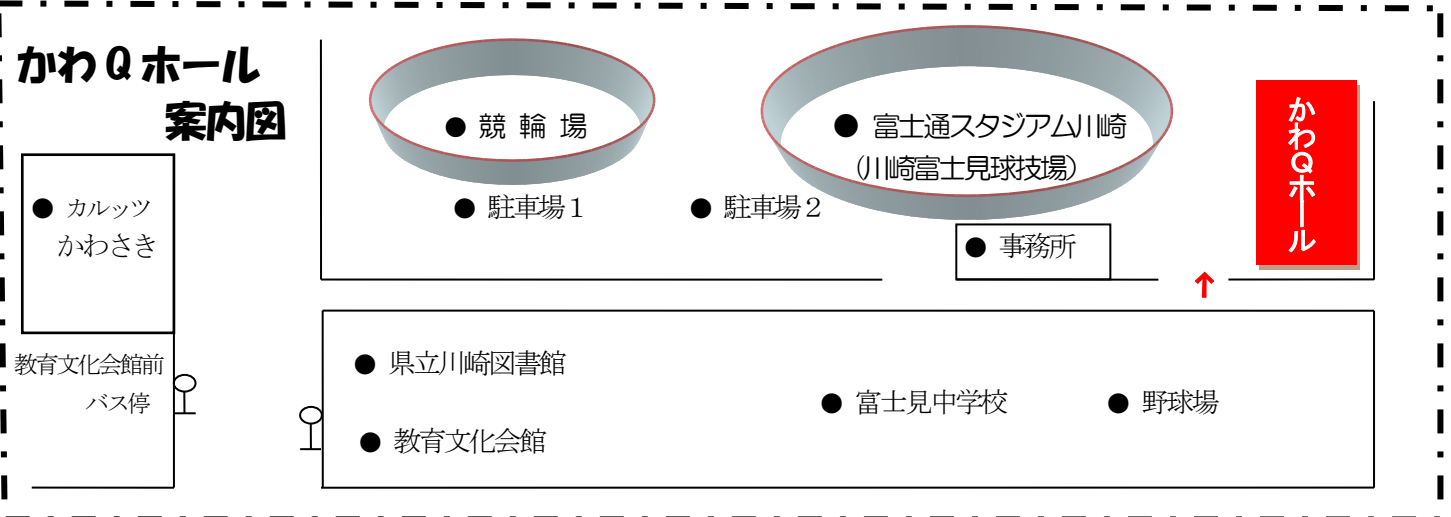 かわQホール
案内図
● 競輪場
● 富士通スタジアム川崎
(川崎富士見球技場)
かわQホール
● カルッツ
かわさき
● 駐車場1
● 駐車場2
● 事務所
↑
教育文化会館前
バス停
● 県立川崎図書館
● 富士見中学校
● 野球場
● 教育文化会館